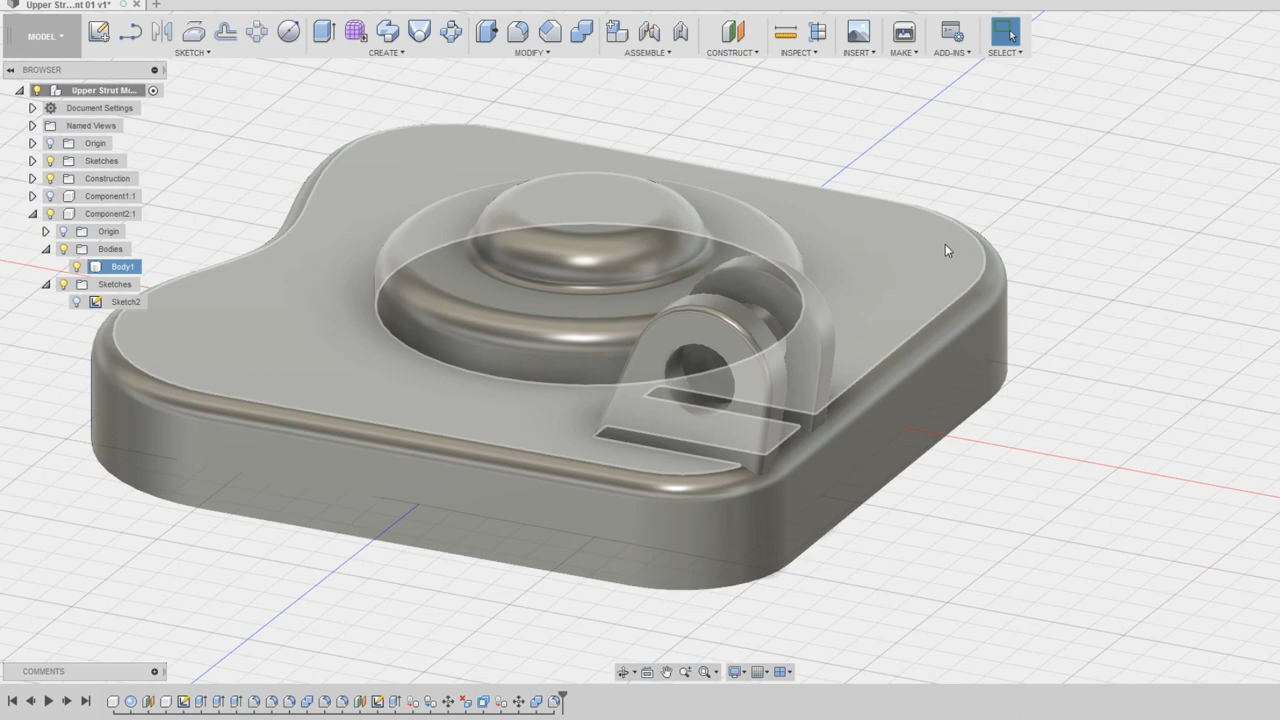 Upper Str...nt 01 v1*
MODEL
SKETCH
CREATE
MODIFY
ASSEMBLE
CONSTRUCT
INSPECT
INSERT
MAKE
ADD-INS
SELECT
BROWSER
Upper Strut Mo...
Document Settings
Named Views
Origin
Sketches
Construction
Component1:1
Component2:1
Origin
Bodies
Body1
Sketches
Sketch2
COMMENTS